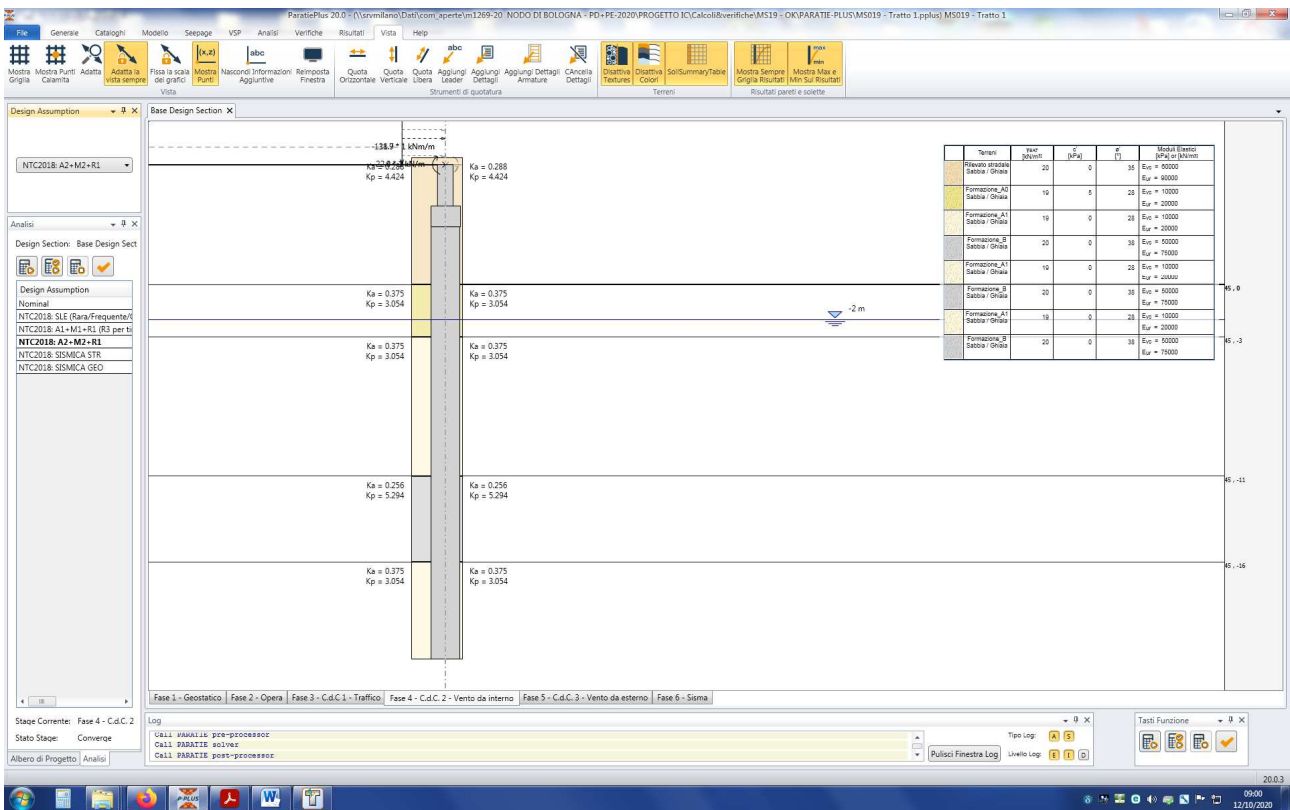 ParatiePlus 20.0 - (\\srvmilano\Dati\com_aperte\m1269-20 NODO DI BOLOGNA - PD+PE-2020\PROGETTO IC\Calcoli&verifiche\MS19 - OK\PARATIE-PLUS\MS019 - Tratto 1.pplus) MS019 - Tratto 1
File Generale Cataloghi Modello Seepage VSP Analisi Verifiche Risultati Vista Help
Mostra Griglia
Mostra Punti Calamita
Adatta
Adatta la vista sempre
Fissa la scala dei grafici
(x,z) Mostra Punti
abc Nascondi Informazioni Aggiuntive
Reimposta Finestra
Quota Orizzontale
Quota Verticale
Quota Libera
abc Aggiungi Leader
Aggiungi Dettagli
Aggiungi Dettagli Armature
CAncella Dettagli
Disattiva Textures
Disattiva Colori
SoilSummaryTable
Mostra Sempre Griglia Risultati
max min Mostra Max e Min Sui Risultati
Vista
Strumenti di quotatura
Terreni
Risultati pareti e solette
Design Assumption
NTC2018: A2+M2+R1
Analisi
Design Section: Base Design Sect
Design Assumption
Nominal
NTC2018: SLE (Rara/Frequente/
NTC2018: A1+M1+R1 (R3 per ti
NTC2018: A2+M2+R1
NTC2018: SISMICA STR
NTC2018: SISMICA GEO
Stage Corrente: Fase 4 - C.d.C. 2
Stato Stage: Converge
Albero di Progetto Analisi
Base Design Section
* 1 kNm/m
Kp = 4.424
Ka = 0.288
Kp = 4.424
Ka = 0.375
Kp = 3.054
Ka = 0.375
Kp = 3.054
-2 m
Ka = 0.375
Kp = 3.054
Ka = 0.375
Kp = 3.054
Ka = 0.256
Kp = 5.294
Ka = 0.256
Kp = 5.294
Ka = 0.375
Kp = 3.054
Ka = 0.375
Kp = 3.054
45 , 0
45 , -3
45 , -11
45 , -16
Terreni [kPa] [°] Moduli Elastici [kPa] or [kN/m³]
Rilevato stradale Sabbia / Ghiaia 20 0 35 Evc = 60000 Eur = 90000
Formazione_A0 Sabbia / Ghiaia 19 5 28 Evc = 10000 Eur = 20000
Formazione_A1 Sabbia / Ghiaia 19 0 28 Evc = 10000 Eur = 20000
Formazione_B Sabbia / Ghiaia 20 0 38 Evc = 50000 Eur = 75000
Formazione_A1 Sabbia / Ghiaia 19 0 28 Evc = 10000 Eur = 20000
Formazione_B Sabbia / Ghiaia 20 0 38 Evc = 50000 Eur = 75000
Formazione_A1 Sabbia / Ghiaia 19 0 28 Evc = 10000 Eur = 20000
Formazione_B Sabbia / Ghiaia 20 0 38 Evc = 50000 Eur = 75000
Fase 1 - Geostatico Fase 2 - Opera Fase 3 - C.d.C 1 - Traffico Fase 4 - C.d.C. 2 - Vento da interno Fase 5 - C.d.C. 3 - Vento da esterno Fase 6 - Sisma
Log
Call PARATIE pre-processor
Call PARATIE solver
Call PARATIE post-processor
Pulisci Finestra Log
Tipo Log: A S
Livello Log: E I D
Tasti Funzione
20.0.3
P-PLUS
09:00
12/10/2020